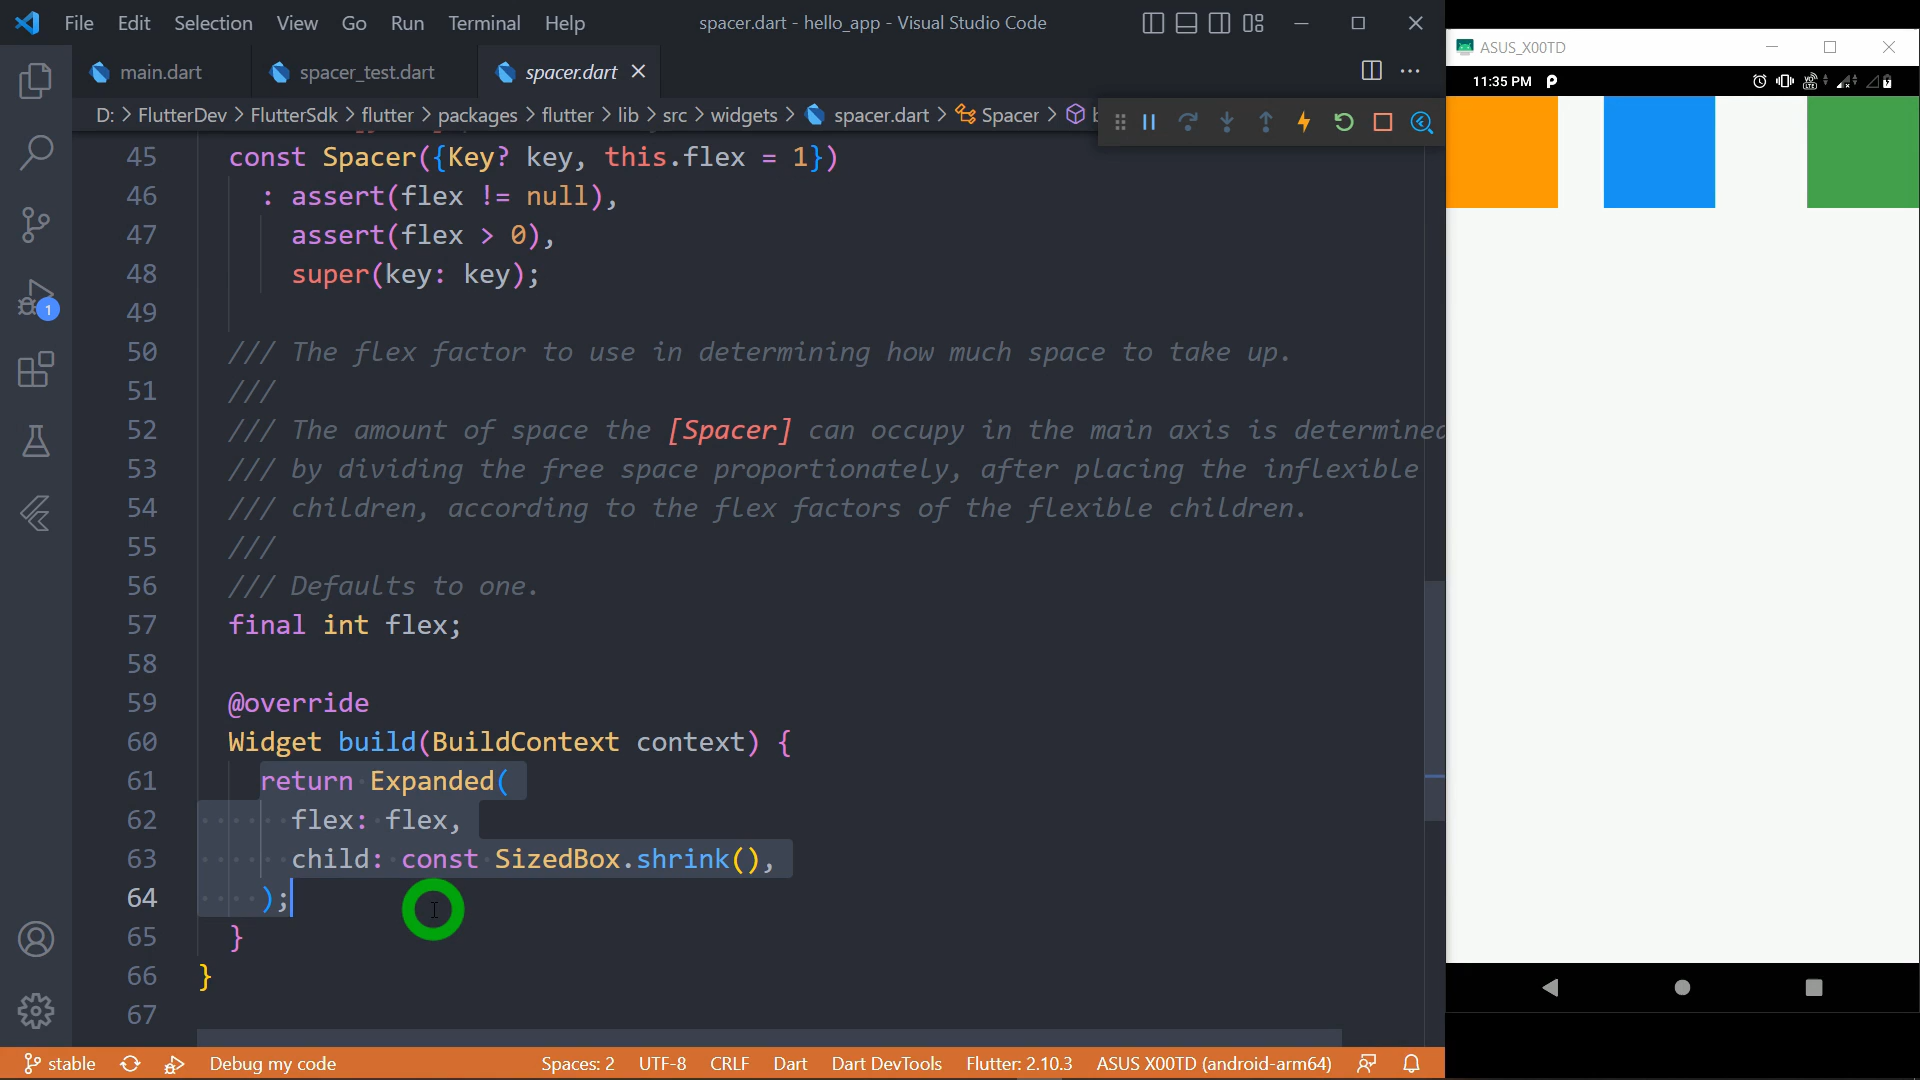 File Edit Selection View Go Run Terminal Help
spacer.dart - hello_app - Visual Studio Code
ASUS_X00TD
main.dart
spacer_test.dart
spacer.dart
11:35 PM
D: > FlutterDev > FlutterSdk > flutter > packages > flutter > lib > src > widgets > spacer.dart > Spacer >
45 const Spacer({Key? key, this.flex = 1})
46 : assert(flex != null),
47 assert(flex > 0),
48 super(key: key);
49
50 /// The flex factor to use in determining how much space to take up.
51 ///
52 /// The amount of space the [Spacer] can occupy in the main axis is determined
53 /// by dividing the free space proportionately, after placing the inflexible
54 /// children, according to the flex factors of the flexible children.
55 ///
56 /// Defaults to one.
57 final int flex;
58
59 @override
60 Widget build(BuildContext context) {
61 return Expanded(
62 flex: flex,
63 child: const SizedBox.shrink(),
64 );
65 }
66 }
67
1
stable
Debug my code
Spaces: 2
UTF-8
CRLF
Dart
Dart DevTools
Flutter: 2.10.3
ASUS X00TD (android-arm64)